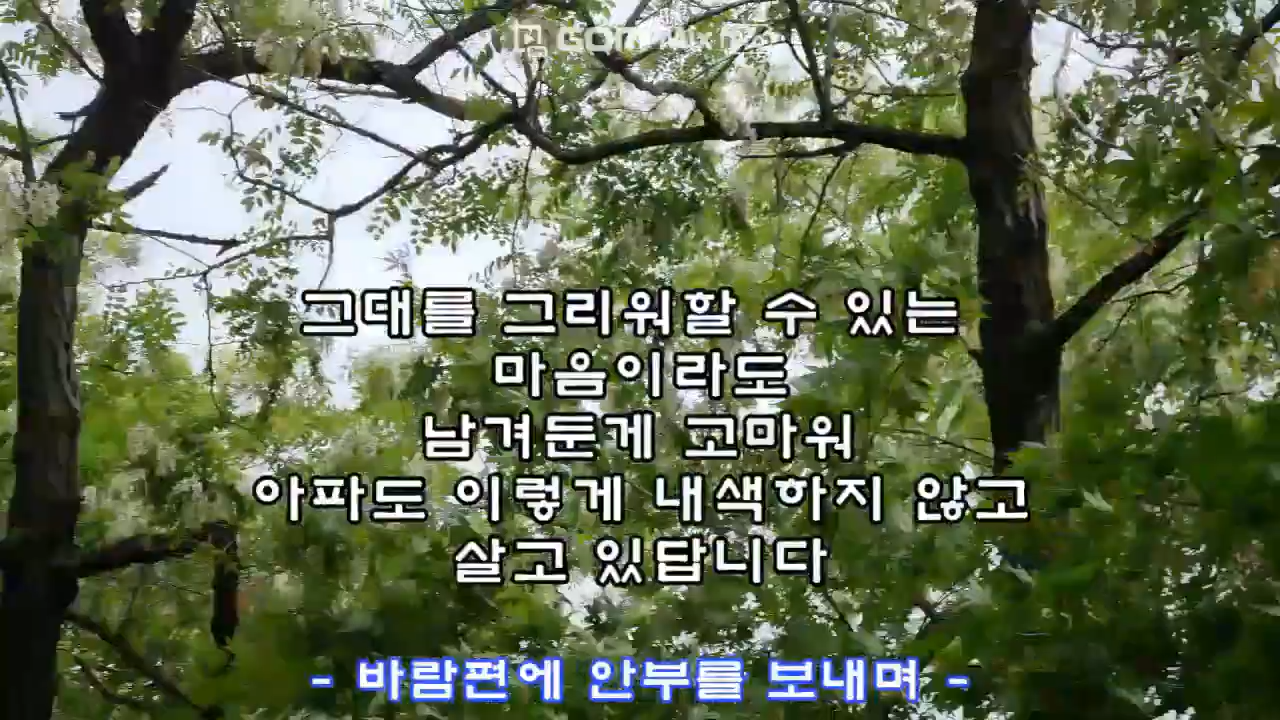 그대를 그리워할 수 있는
마음이라도
남겨둔게 고마워
아파도 이렇게 내색하지 않고
살고 있답니다
- 바람편에 안부를 보내며 -